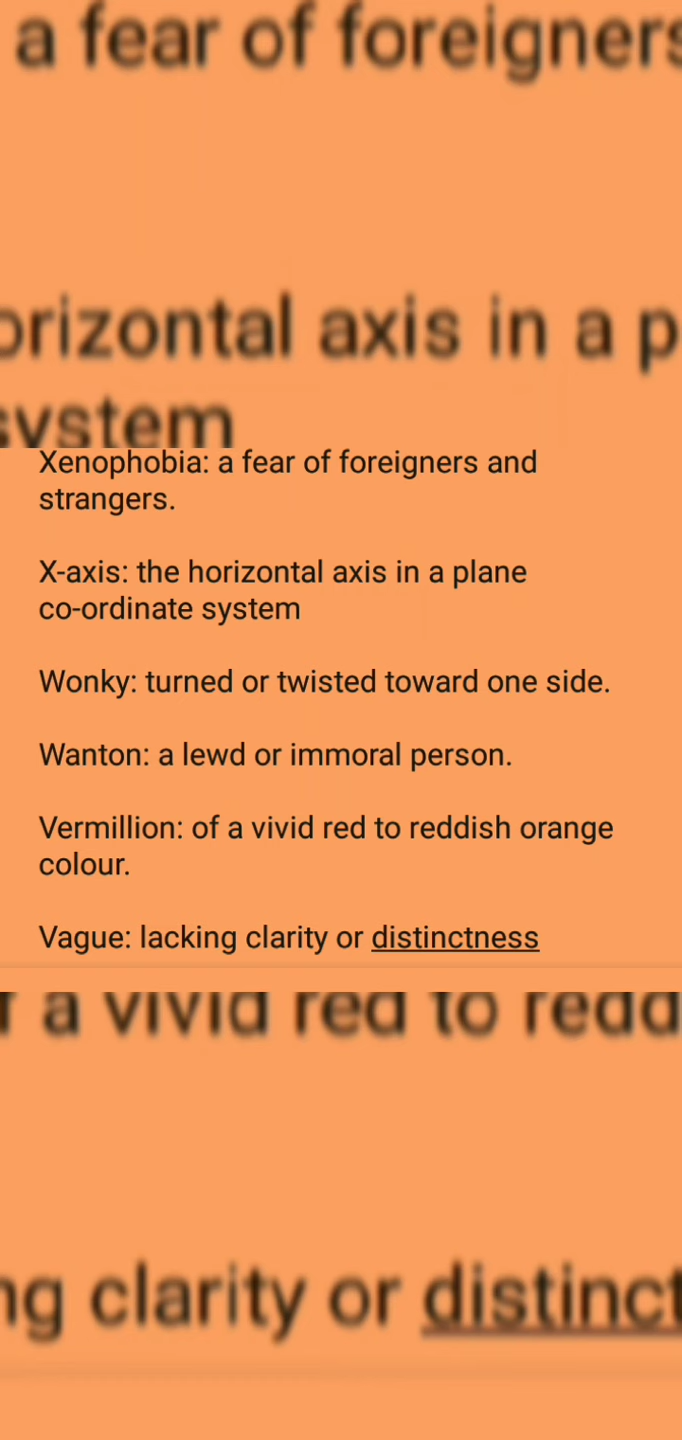 a fear of foreigners
orizontal axis in a p
system
Xenophobia: a fear of foreigners and
strangers.
X-axis: the horizontal axis in a plane
co-ordinate system
Wonky: turned or twisted toward one side.
Wanton: a lewd or immoral person.
Vermillion: of a vivid red to reddish orange
colour.
Vague: lacking clarity or distinctness
f a vivid red to redd
ng clarity or distinct